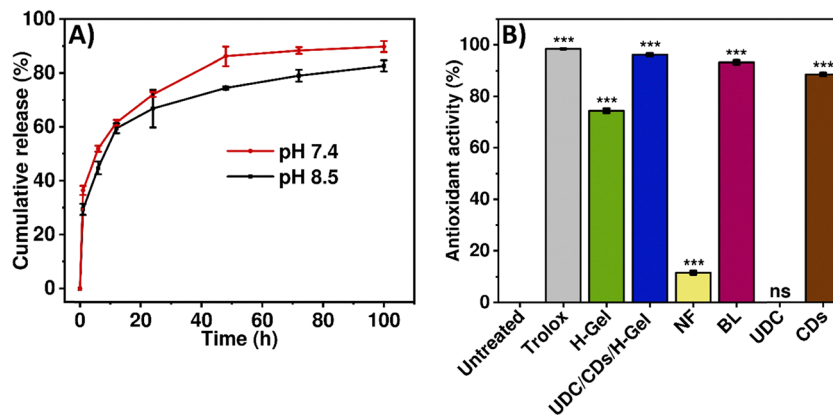 A)
Cumulative release (%)
100
80
60
40
20
0
pH 7.4
pH 8.5
0 20 40 60 80 100
Time (h)
B)
Antioxidant activity (%)
100
80
60
40
20
0
***
***
***
***
***
ns
***
Untreated
Trolox
H-Gel
UDC/CDs/H-Gel
NF
BL
UDC
CDs